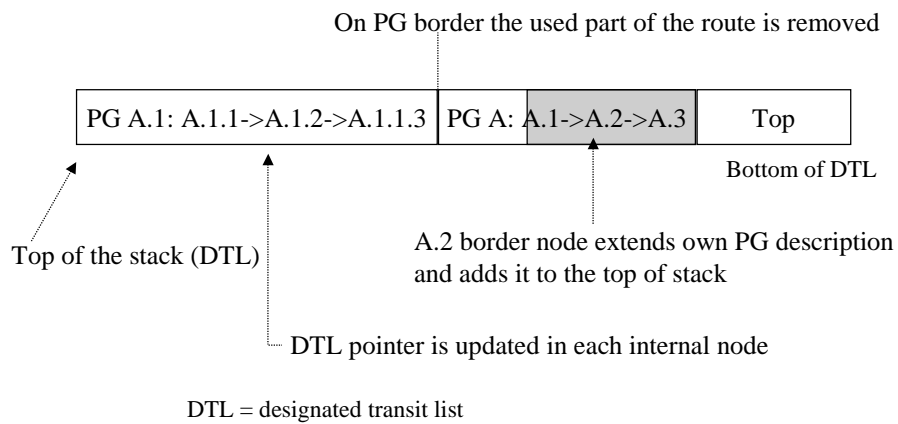 On PG border the used part of the route is removed
PG A.1: A.1.1->A.1.2->A.1.1.3 PG A: A.1->A.2->A.3 Top
Bottom of DTL
Top of the stack (DTL)
A.2 border node extends own PG description
and adds it to the top of stack
DTL pointer is updated in each internal node
DTL = designated transit list